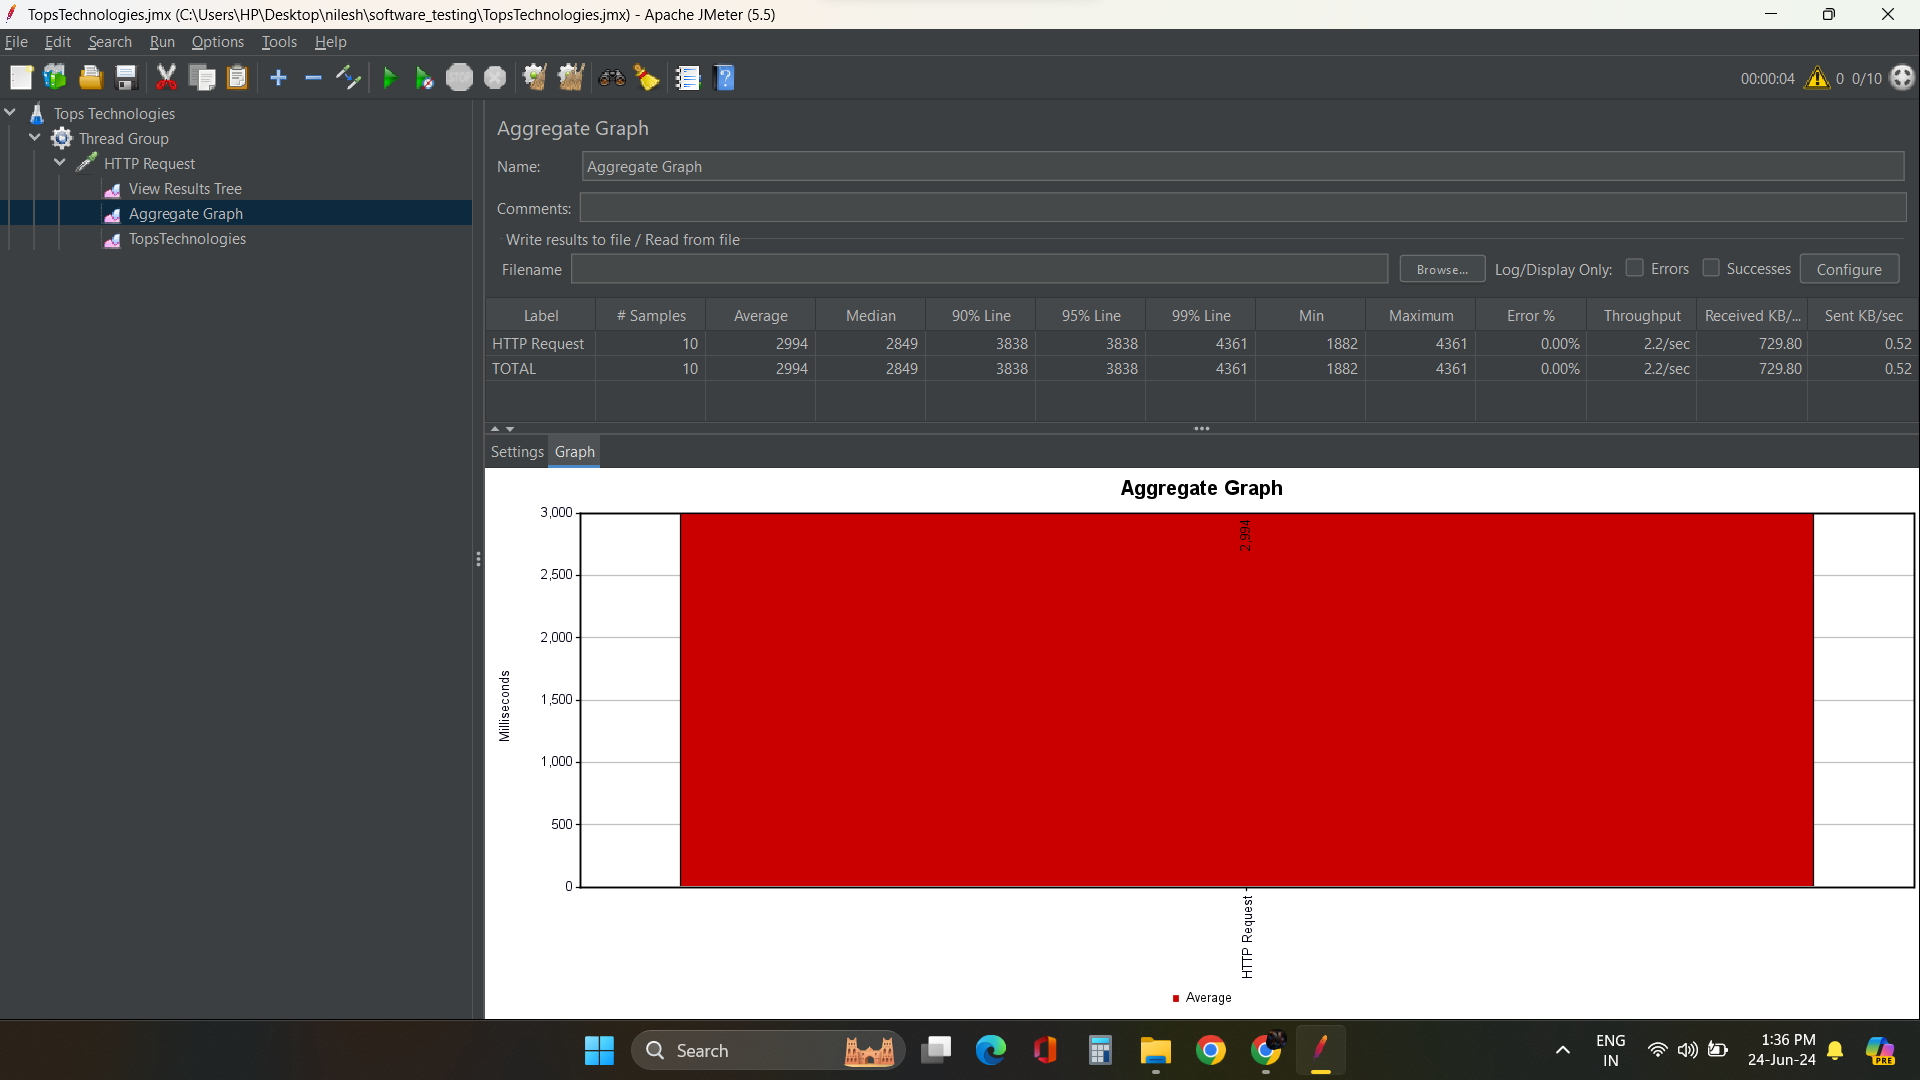 TopsTechnologies.jmx (C:\Users\HP\Desktop\nilesh\software_testing\TopsTechnologies.jmx) - Apache JMeter (5.5)
File Edit Search Run Options Tools Help
STOP
00:00:04 0 0/10
Tops Technologies
Thread Group
HTTP Request
View Results Tree
Aggregate Graph
TopsTechnologies
Aggregate Graph
Name: Aggregate Graph
Comments:
Write results to file / Read from file
Filename Browse... Log/Display Only: Errors Successes Configure
Label # Samples Average Median 90% Line 95% Line 99% Line Min Maximum Error % Throughput Received KB/... Sent KB/sec
HTTP Request 10 2994 2849 3838 3838 4361 1882 4361 0.00% 2.2/sec 729.80 0.52
TOTAL 10 2994 2849 3838 3838 4361 1882 4361 0.00% 2.2/sec 729.80 0.52
Settings Graph
Aggregate Graph
3,000
2,994
2,500
2,000
1,500
Milliseconds
1,000
500
0
HTTP Request
Average
Search
ENG
IN
1:36 PM
24-Jun-24
PRE